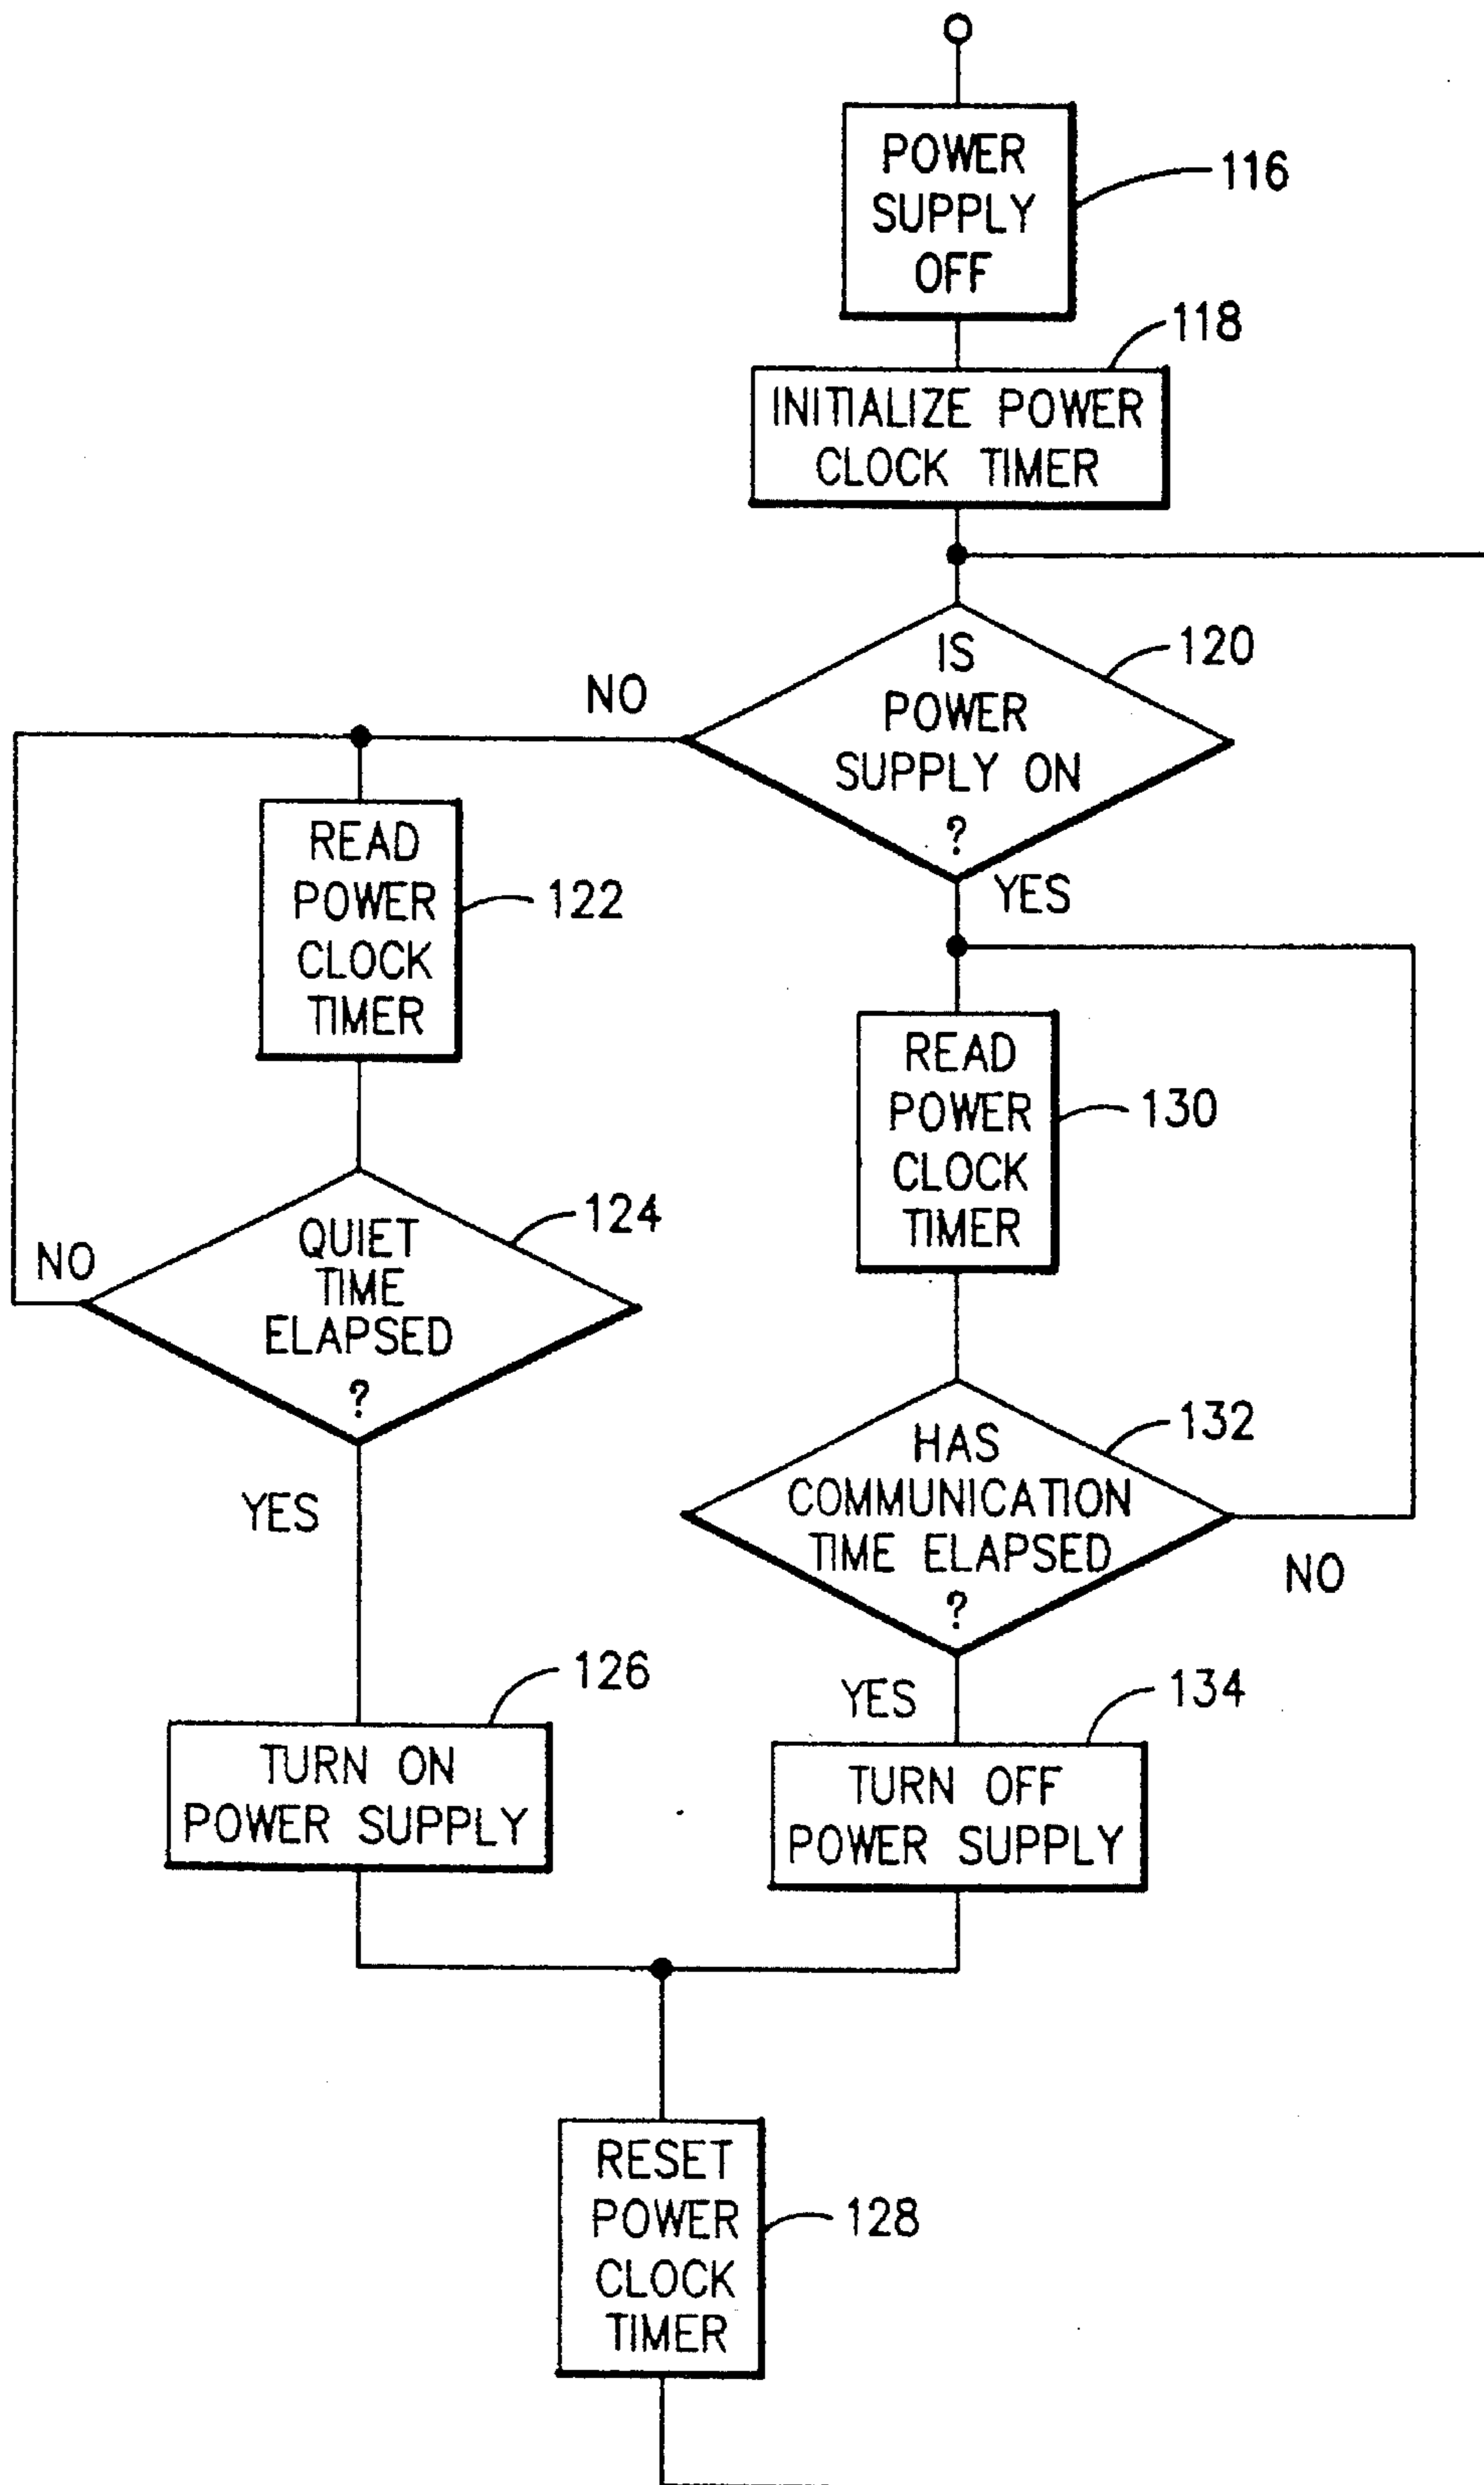 POWER
SUPPLY
OFF
116
118
INITIALIZE POWER
CLOCK TIMER
IS
POWER
SUPPLY ON
?
120
NO
YES
READ
POWER
CLOCK
TIMER
122
READ
POWER
CLOCK
TIMER
130
QUIET
TIME
ELAPSED
?
124
NO
YES
HAS
COMMUNICATION
TIME ELAPSED
?
132
NO
YES
126
TURN ON
POWER SUPPLY
134
TURN OFF
POWER SUPPLY
RESET
POWER
CLOCK
TIMER
128